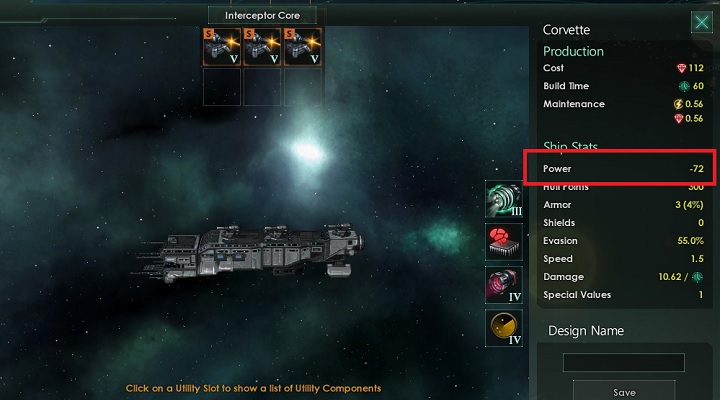 Interceptor Core
S S S
V V V
Corvette
Production
Cost 112
Build Time 60
Maintenance 0.56
0.56
Ship Stats
Power -72
Hull Points 300
Armor 3 (4%)
Shields 0
Evasion 55.0%
Speed 1.5
Damage 10.62 /
Special Values 1
III
IV
IV
Design Name
Save
Click on a Utility Slot to show a list of Utility Components